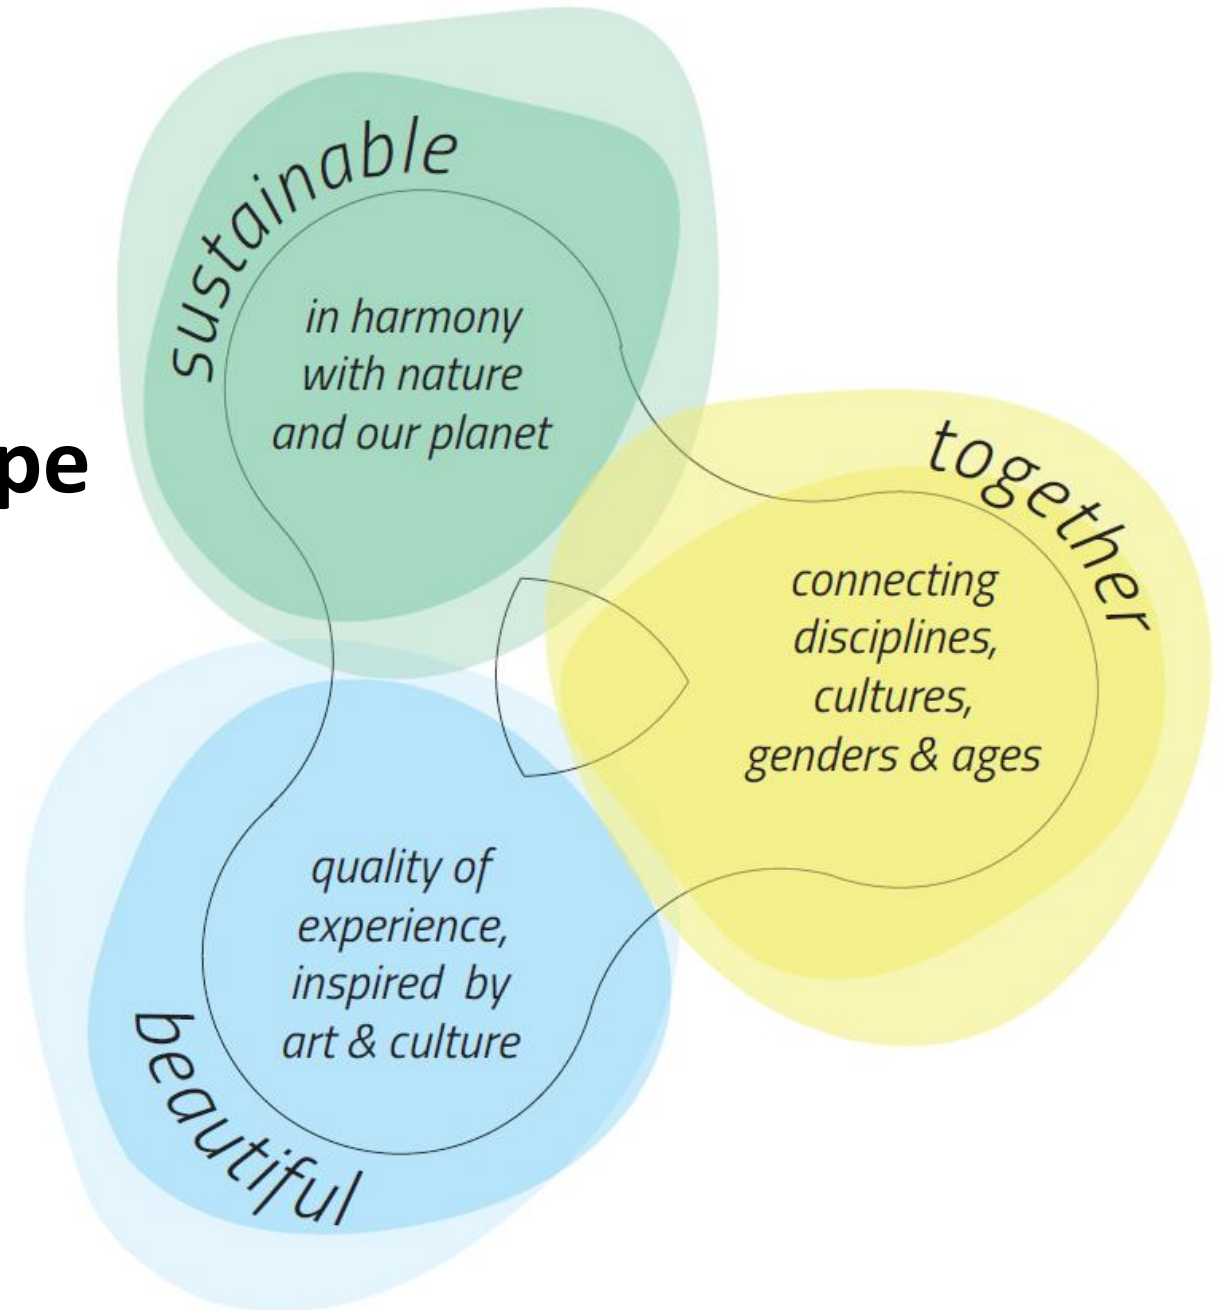 sustainable
in harmony
with nature
and our planet
pe
together
connecting
disciplines,
cultures,
genders & ages
quality of
experience,
inspired by
art & culture
beautiful